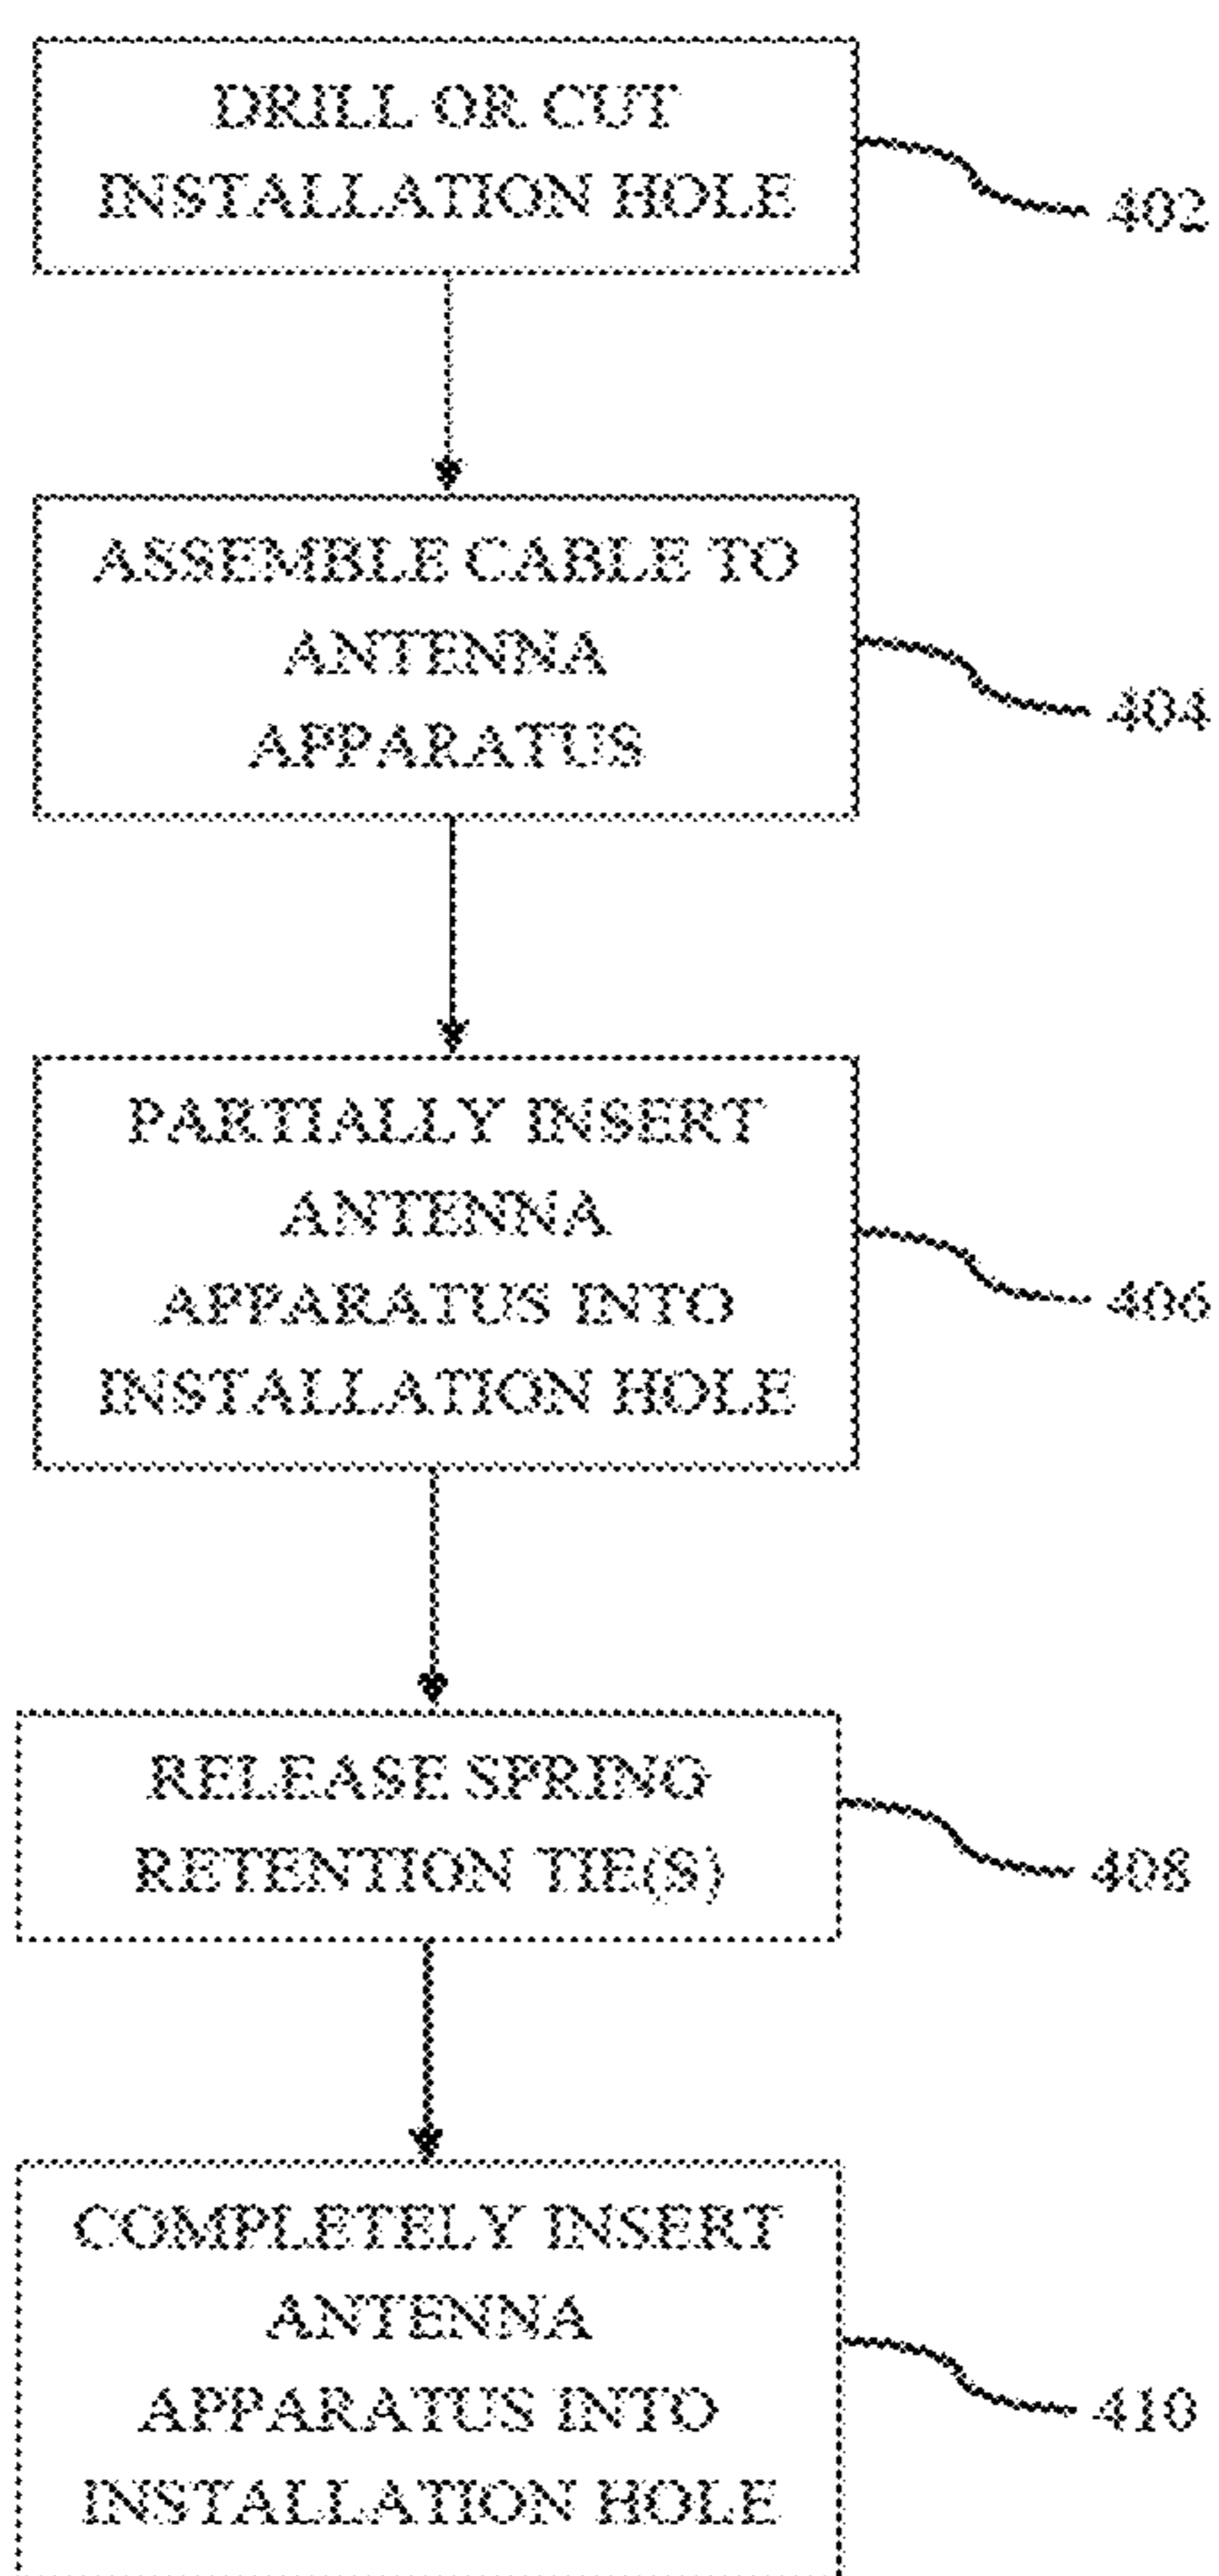 DRILL OR CUT
INSTALLATION HOLE
402
ASSEMBLE CABLE TO
ANTENNA
APPARATUS
404
PARTIALLY INSERT
ANTENNA
APPARATUS INTO
INSTALLATION HOLE
406
RELEASE SPRING
RETENTION TIE(S)
408
COMPLETELY INSERT
ANTENNA
APPARATUS INTO
INSTALLATION HOLE
410